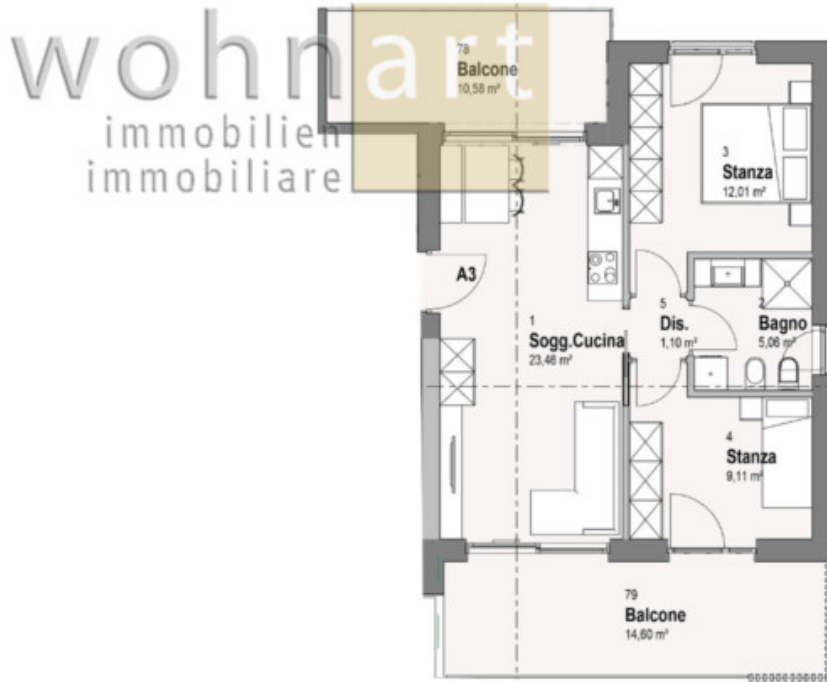 wohnart
immobilien
immobiliare
78
Balcone
10,58 m²
3
Stanza
12,01 m²
A3
1
Sogg.Cucina
23,46 m²
5
Dis.
1,10 m²
2
Bagno
5,06 m²
4
Stanza
9,11 m²
79
Balcone
14,60 m²